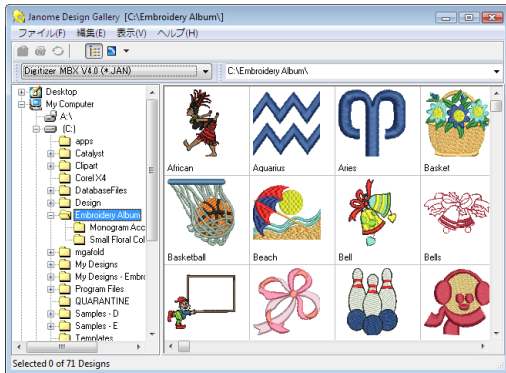 Janome Design Gallery [C:\Embroidery Album\]
ファイル(F) 編集(E) 表示(V) ヘルプ(H)
Digitizer MBX V4.0 (*.JAN) C:\Embroidery Album\
Desktop
My Computer
A:\
(C:)
apps
Catalyst
Clipart
Corel X4
DatabaseFiles
Design
Embroidery Album
Monogram Acc
Small Floral Col
mgafold
My Designs
My Designs - Embro
Program Files
QUARANTINE
Samples - D
Samples - E
Templates
African Aquarius Aries Basket
Basketball Beach Bell Bells
Selected 0 of 71 Designs